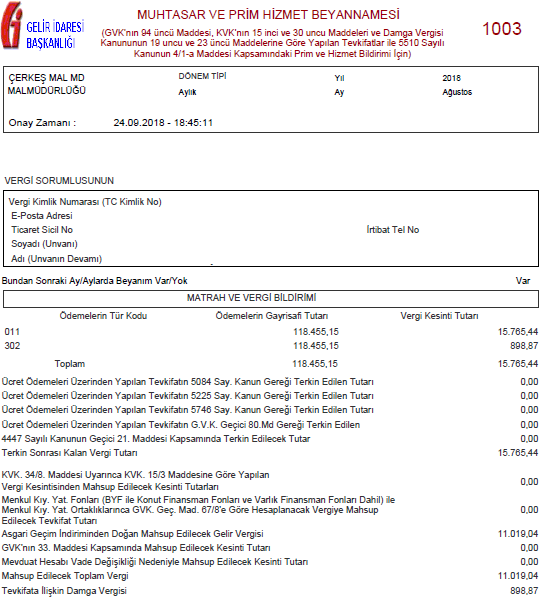 GELİR İDARESİ
BAŞKANLIĞI
MUHTASAR VE PRİM HİZMET BEYANNAMESİ
1003
(GVK'nın 94 üncü Maddesi, KVK'nın 15 inci ve 30 uncu Maddeleri ve Damga Vergisi
Kanununun 19 uncu ve 23 üncü Maddelerine Göre Yapılan Tevkifatlar ile 5510 Sayılı
Kanunun 4/1-a Maddesi Kapsamındaki Prim ve Hizmet Bildirimi İçin)
ÇERKEŞ MAL MD
MALMÜDÜRLÜĞÜ
DÖNEM TİPİ Yıl 2018
Aylık Ay Ağustos
Onay Zamanı : 24.09.2018 - 18:45:11
VERGİ SORUMLUSUNUN
Vergi Kimlik Numarası (TC Kimlik No)
E-Posta Adresi
Ticaret Sicil No İrtibat Tel No
Soyadı (Unvanı)
Adı (Unvanın Devamı)
Bundan Sonraki Ay/Aylarda Beyanım Var/Yok Var
MATRAH VE VERGİ BİLDİRİMİ
Ödemelerin Tür Kodu Ödemelerin Gayrisafi Tutarı Vergi Kesinti Tutarı
011 118.455,15 15.765,44
302 118.455,15 898,87
Toplam 118.455,15 15.765,44
Ücret Ödemeleri Üzerinden Yapılan Tevkifatın 5084 Say. Kanun Gereği Terkin Edilen Tutarı 0,00
Ücret Ödemeleri Üzerinden Yapılan Tevkifatın 5225 Say. Kanun Gereği Terkin Edilen Tutarı 0,00
Ücret Ödemeleri Üzerinden Yapılan Tevkifatın 5746 Say. Kanun Gereği Terkin Edilen Tutarı 0,00
Ücret Ödemeleri Üzerinden Yapılan Tevkifatın G.V.K. Geçici 80.Md Gereği Terkin Edilen 0,00
4447 Sayılı Kanunun Geçici 21. Maddesi Kapsamında Terkin Edilecek Tutar 0,00
Terkin Sonrası Kalan Vergi Tutarı 15.765,44
KVK. 34/8. Maddesi Uyarınca KVK. 15/3 Maddesine Göre Yapılan
Vergi Kesintisinden Mahsup Edilecek Kesinti Tutarları 0,00
Menkul Kıy. Yat. Fonları (BYF ile Konut Finansman Fonları ve Varlık Finansman Fonları Dahil) ile
Menkul Kıy. Yat. Ortaklıklarınca GVK. Geç. Mad. 67/8'e Göre Hesaplanacak Vergiye Mahsup 0,00
Edilecek Tevkifat Tutarı
Asgari Geçim İndiriminden Doğan Mahsup Edilecek Gelir Vergisi 11.019,04
GVK'nın 33. Maddesi Kapsamında Mahsup Edilecek Kesinti Tutarı 0,00
Mevduat Hesabı Vade Değişikliği Nedeniyle Mahsup Edilecek Kesinti Tutarı 0,00
Mahsup Edilecek Toplam Vergi 11.019,04
Tevkifata İlişkin Damga Vergisi 898,87